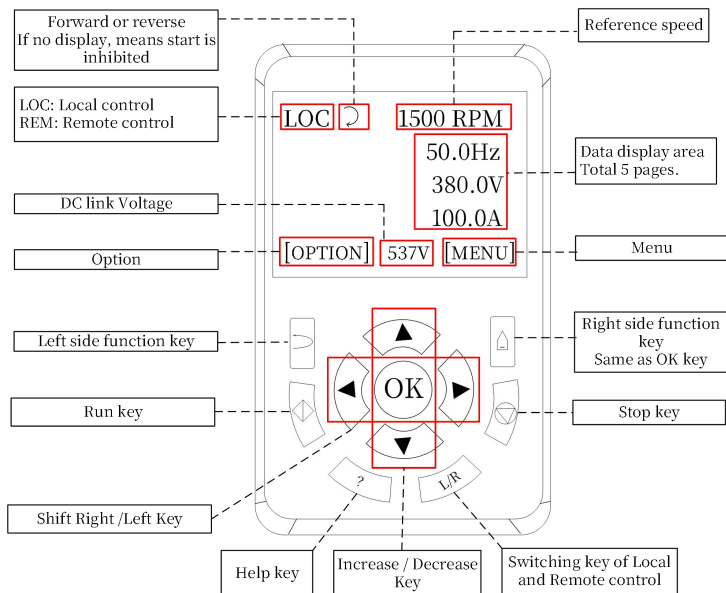 Forward or reverse
If no display, means start is
inhibited
Reference speed
LOC: Local control
REM: Remote control
LOC
1500 RPM
50.0Hz
380.0V
100.0A
Data display area
Total 5 pages.
DC link Voltage
Option
[OPTION]
537V
[MENU]
Menu
Left side function key
Right side function
key
Same as OK key
OK
Run key
Stop key
?
L/R
Shift Right /Left Key
Help key
Increase / Decrease
Key
Switching key of Local
and Remote control